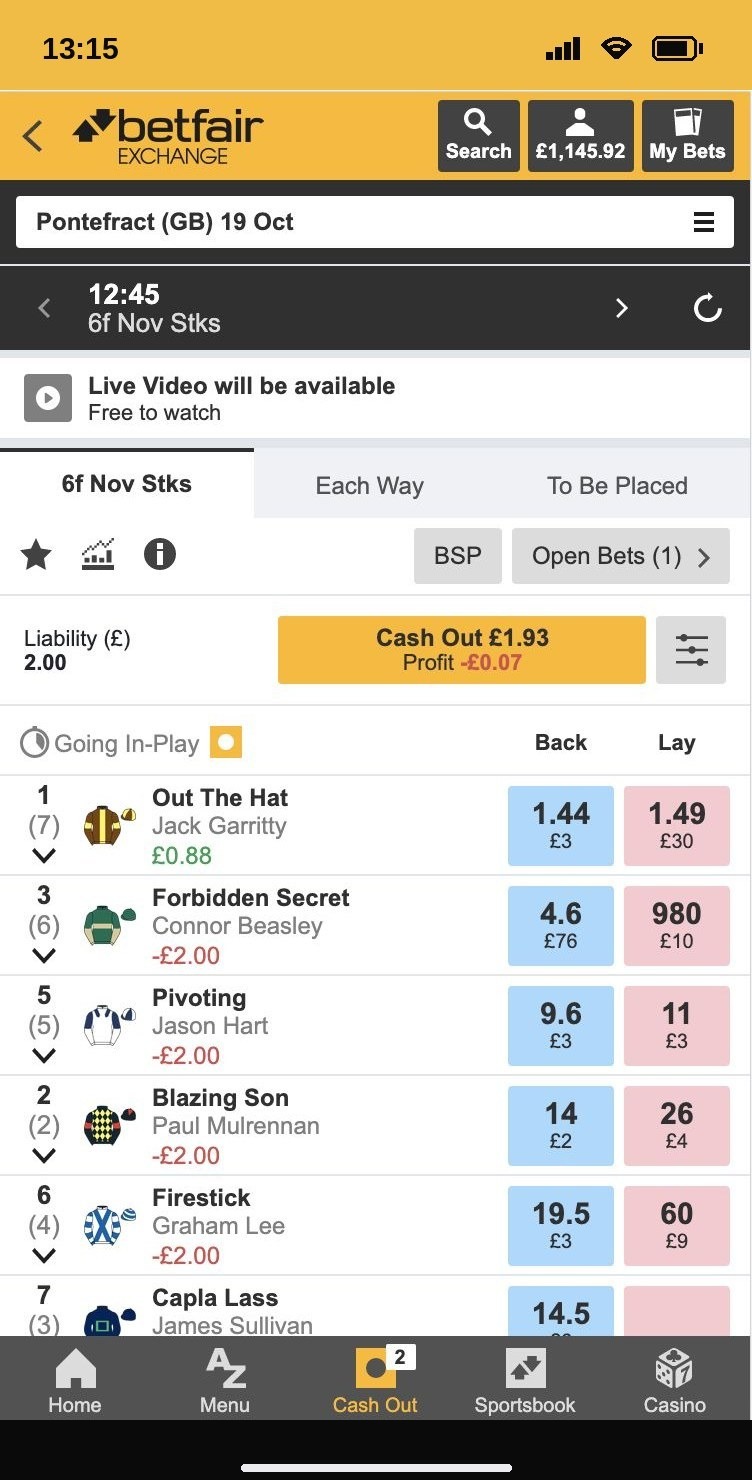 13:15
betfair
EXCHANGE
Search
£1,145.92
My Bets
Pontefract (GB) 19 Oct
12:45
6f Nov Stks
Live Video will be available
Free to watch
6f Nov Stks Each Way To Be Placed
BSP Open Bets (1)
Liability (£)
2.00
Cash Out £1.93
Profit -£0.07
Going In-Play Back Lay
1 Out The Hat 1.44 1.49
(7) Jack Garritty £3 £30
£0.88
3 Forbidden Secret 4.6 980
(6) Connor Beasley £76 £10
-£2.00
5 Pivoting 9.6 11
(5) Jason Hart £3 £3
-£2.00
2 Blazing Son 14 26
(2) Paul Mulrennan £2 £4
-£2.00
6 Firestick 19.5 60
(4) Graham Lee £3 £9
-£2.00
7 Capla Lass 14.5
(3) James Sullivan
2
Home Menu Cash Out Sportsbook Casino